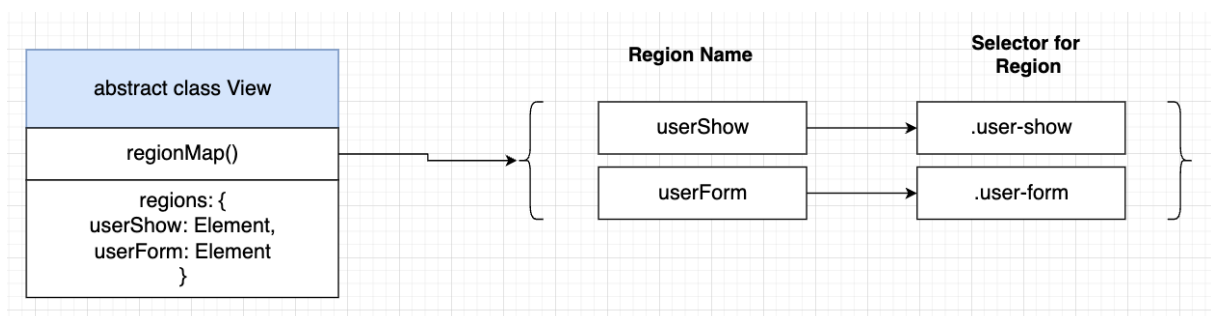 abstract class View
regionMap()
regions: {
userShow: Element,
userForm: Element
}
Region Name
Selector for
Region
userShow
.user-show
userForm
.user-form